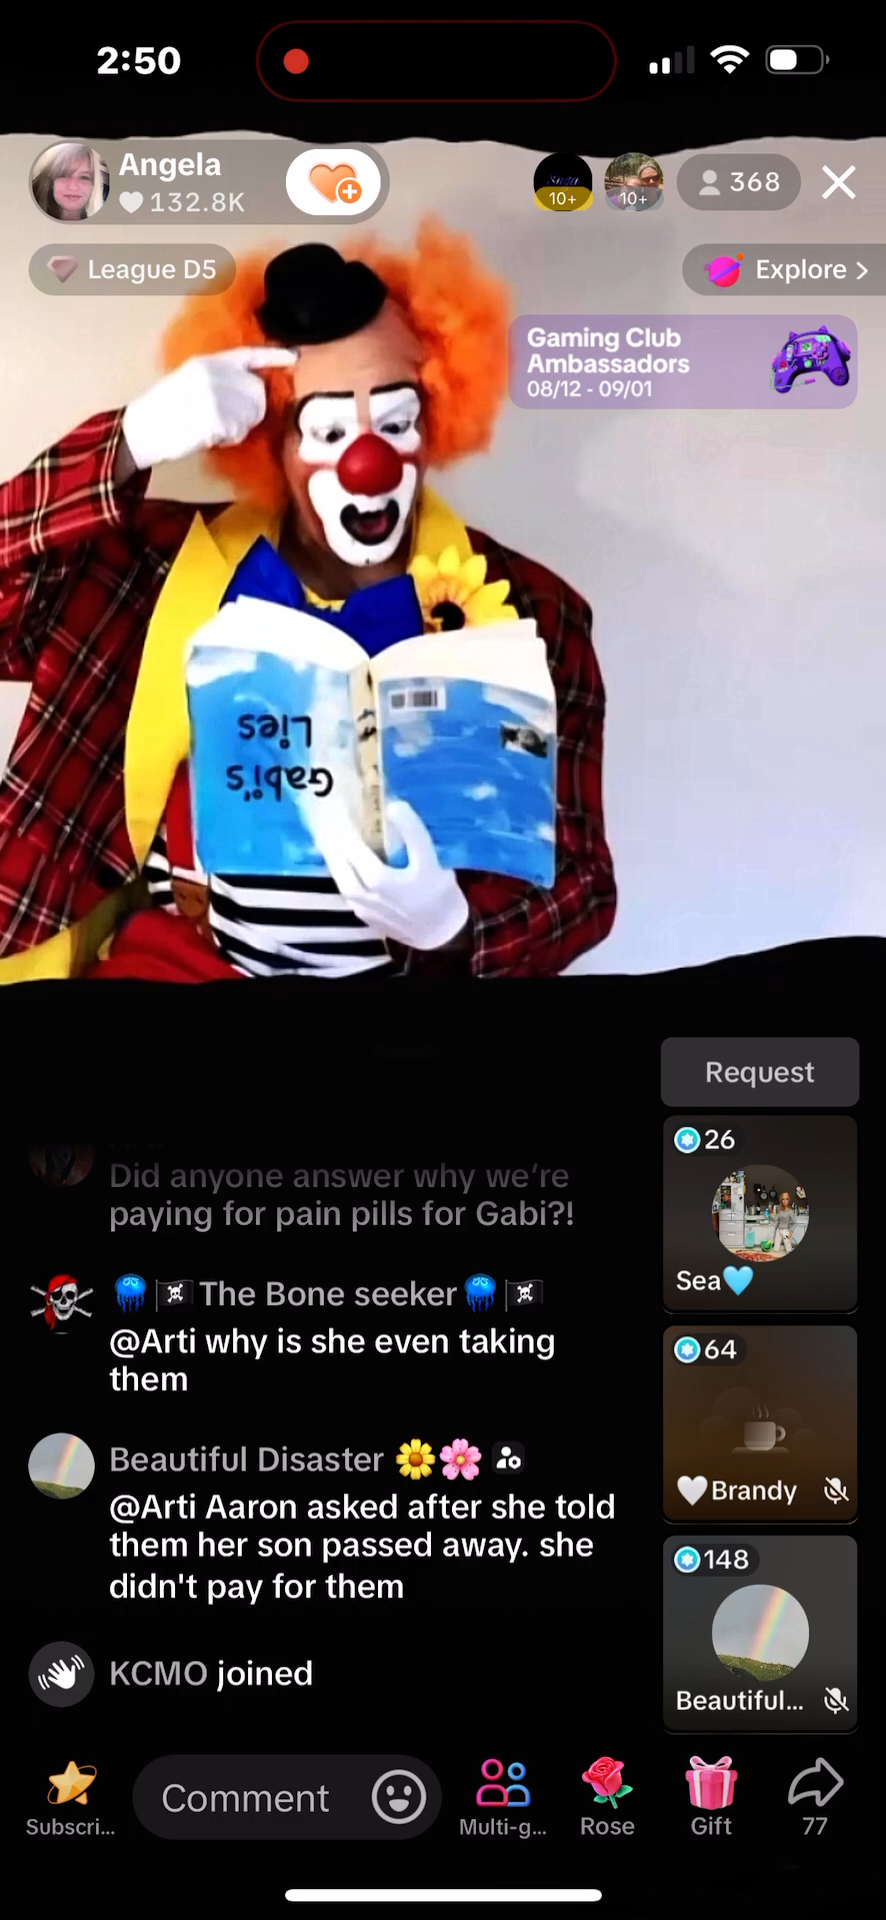 2:50
Angela
132.8K
10+
10+
368
League D5
Explore >
Gaming Club
Ambassadors
08/12 - 09/01
Gabi's
Lies
Request
Did anyone answer why we're
paying for pain pills for Gabi?!
The Bone seeker
@Arti why is she even taking
them
Beautiful Disaster
@Arti Aaron asked after she told
them her son passed away. she
didn't pay for them
KCMO joined
26
Sea
64
Brandy
148
Beautiful...
Subscri...
Comment
Multi-g...
Rose
Gift
77